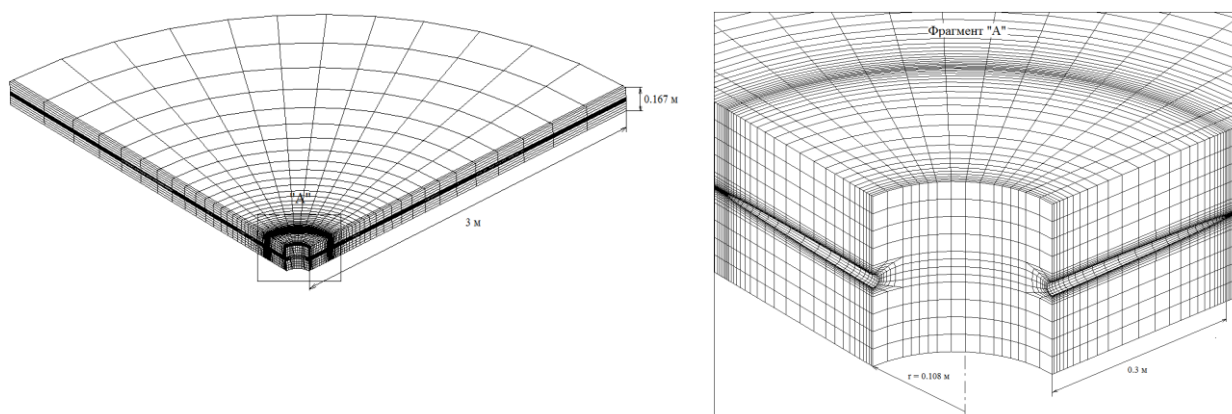 0.167 м
"А"
3 м
Фрагмент "А"
r = 0.108 м
0.3 м